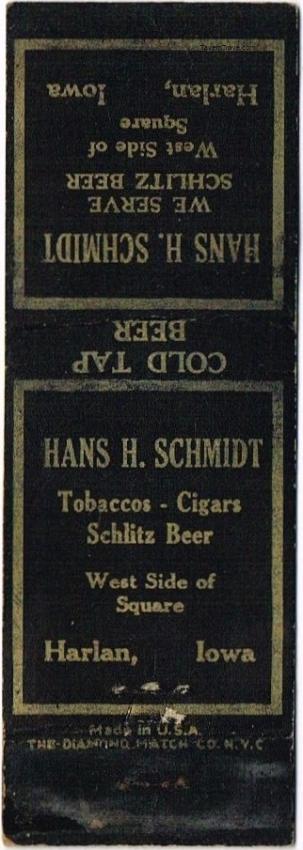 HANS H. SCHMIDT
WE SERVE
SCHLITZ BEER
West Side of
Square
Harlan, Iowa
COLD TAP
BEER
HANS H. SCHMIDT
Tobaccos - Cigars
Schlitz Beer
West Side of
Square
Harlan, Iowa
Made in U.S.A.
THE DIAMOND MATCH CO. N.Y.C